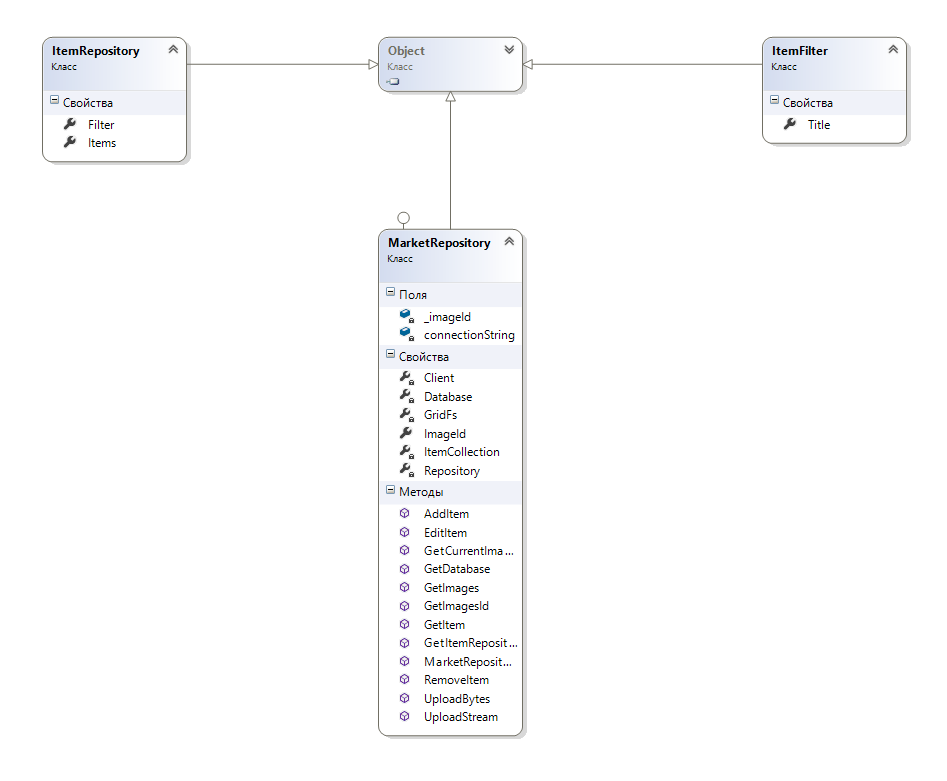 ItemRepository
Класс
Свойства
Filter
Items
Object
Класс
ItemFilter
Класс
Свойства
Title
MarketRepository
Класс
Поля
_imageId
connectionString
Свойства
Client
Database
GridFs
ImageId
ItemCollection
Repository
Методы
AddItem
EditItem
GetCurrentIma...
GetDatabase
GetImages
GetImagesId
GetItem
GetItemReposit...
MarketReposit...
RemoveItem
UploadBytes
UploadStream